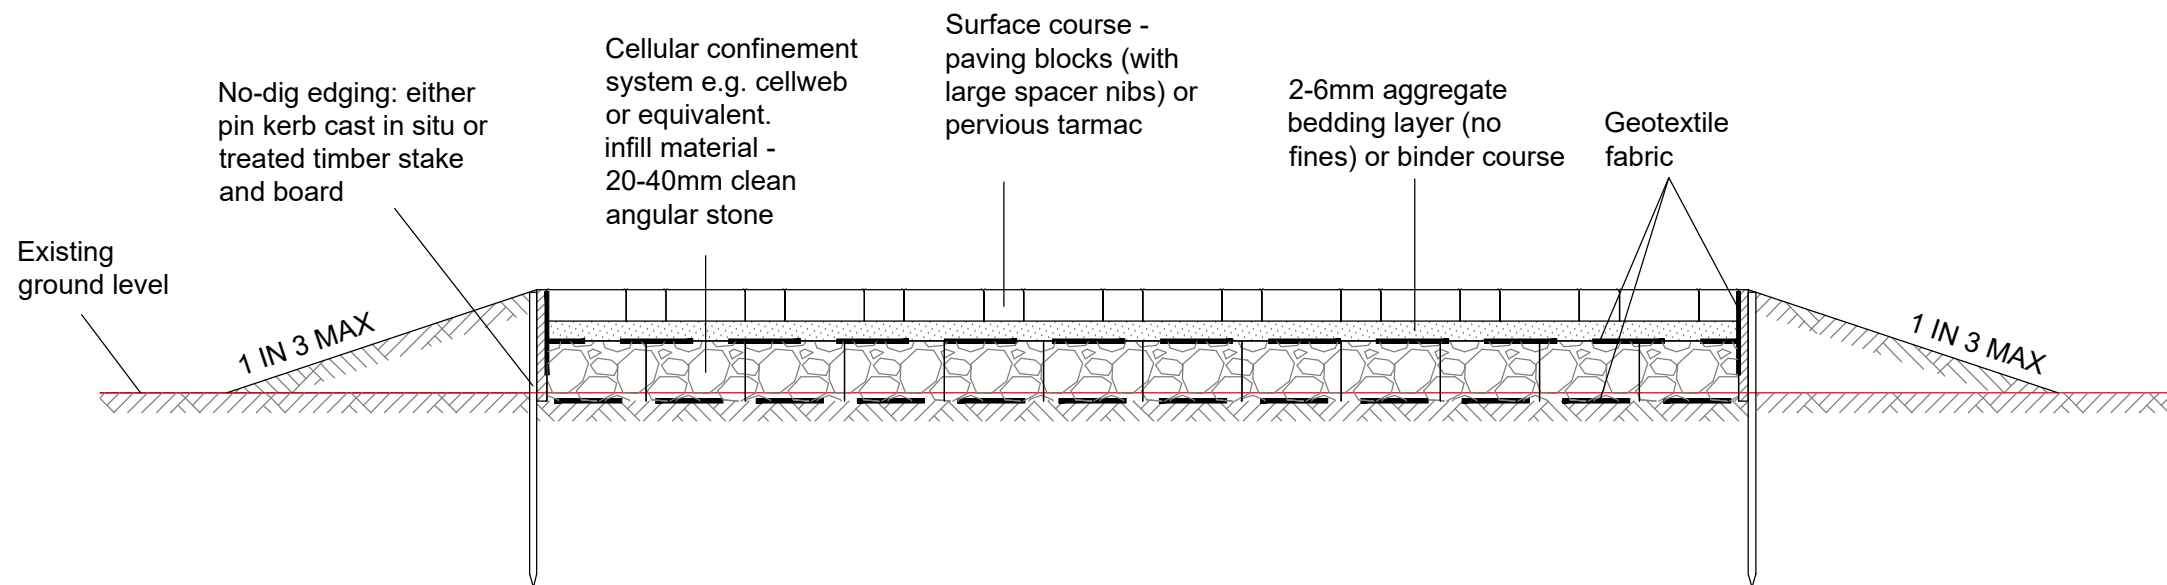 Surface course -
paving blocks (with
large spacer nibs) or
pervious tarmac
Cellular confinement
system e.g. cellweb
or equivalent.
infill material -
20-40mm clean
angular stone
No-dig edging: either
pin kerb cast in situ or
treated timber stake
and board
2-6mm aggregate
bedding layer (no
fines) or binder course
Geotextile
fabric
Existing
ground level
1 IN 3 MAX
1 IN 3 MAX